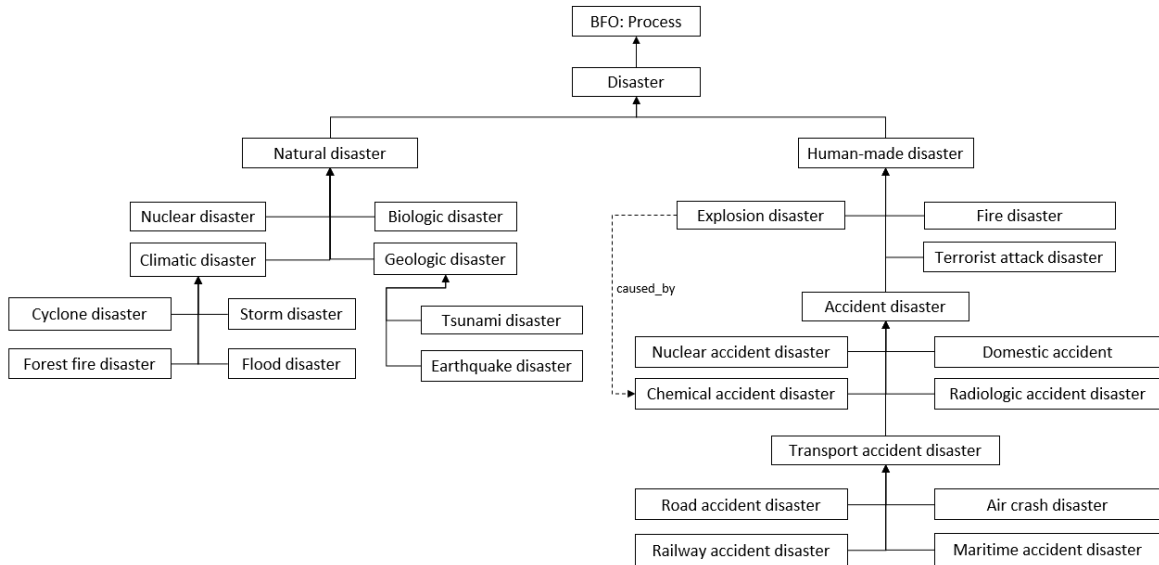 BFO: Process
Disaster
Natural disaster
Human-made disaster
Nuclear disaster
Biologic disaster
Explosion disaster
Fire disaster
Climatic disaster
Geologic disaster
Terrorist attack disaster
caused_by
Cyclone disaster
Storm disaster
Tsunami disaster
Accident disaster
Forest fire disaster
Flood disaster
Earthquake disaster
Nuclear accident disaster
Domestic accident
Chemical accident disaster
Radiologic accident disaster
Transport accident disaster
Road accident disaster
Air crash disaster
Railway accident disaster
Maritime accident disaster